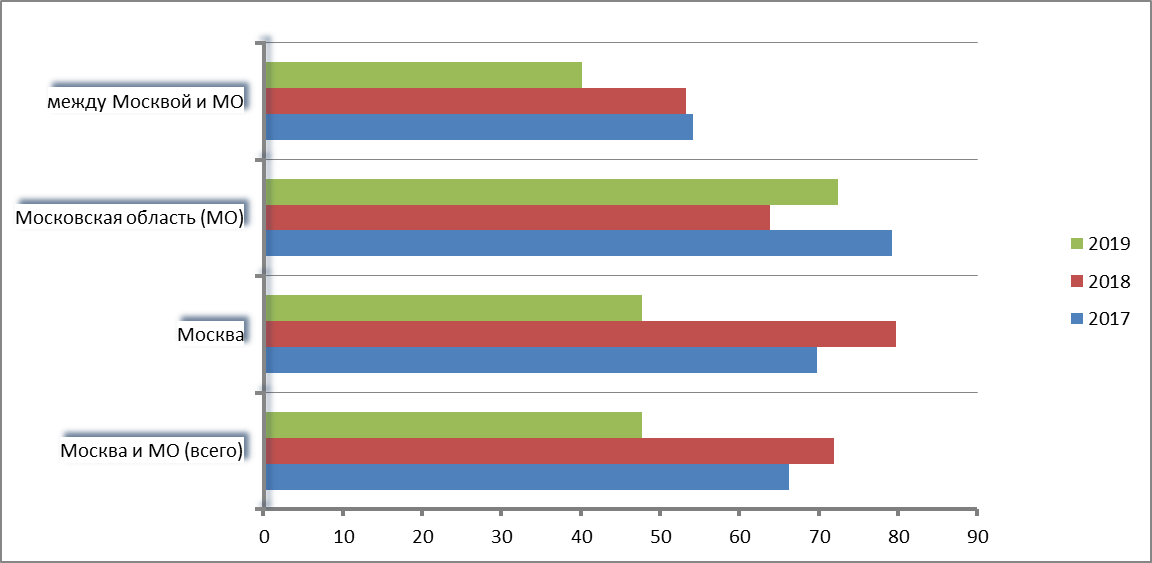 между Москвой и МО
Московская область (МО)
Москва
Москва и МО (всего)
0 10 20 30 40 50 60 70 80 90
2019
2018
2017